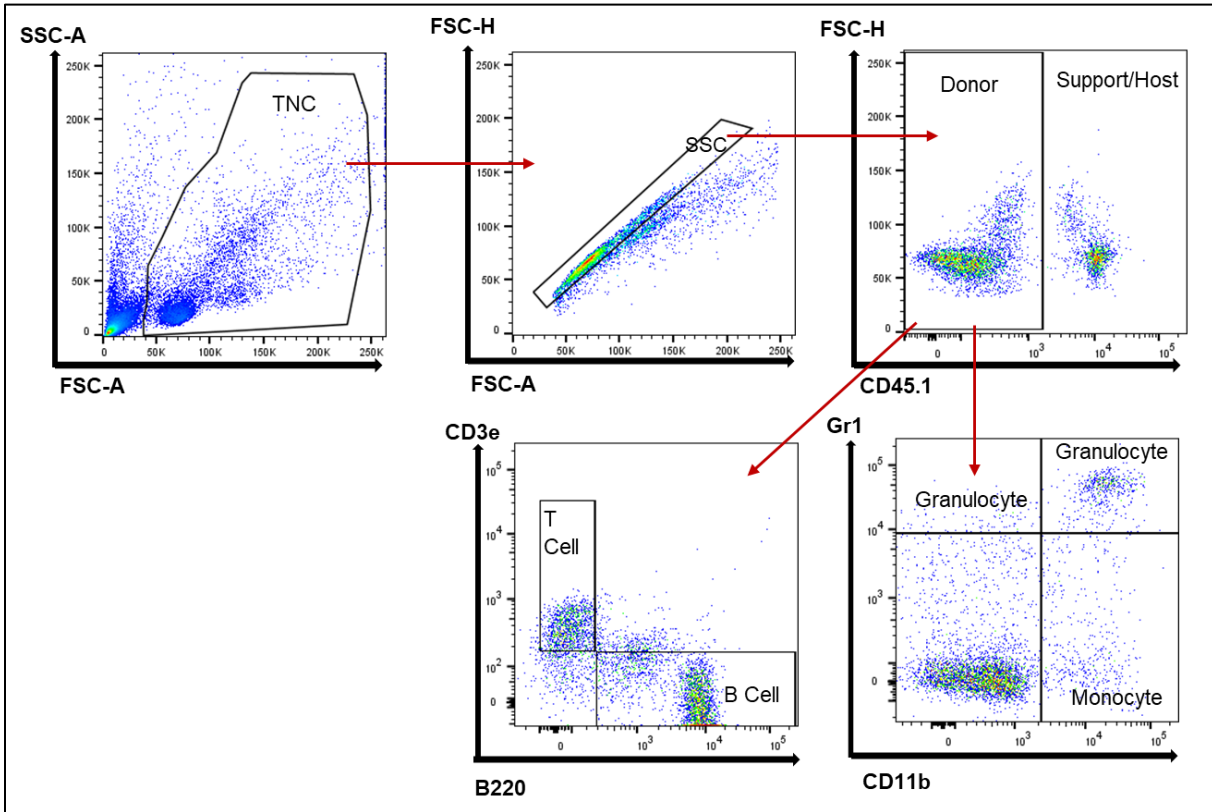 SSC-A
250K
200K
150K
100K
50K
0
TNC
0 50K 100K 150K 200K 250K
FSC-A
FSC-H
250K
200K
150K
100K
50K
0
SSC
0 50K 100K 150K 200K 250K
FSC-A
FSC-H
250K
200K
150K
100K
50K
0
Donor
Support/Host
0 10³ 10⁴ 10⁵
CD45.1
CD3e
10⁵
10⁴
10³
10²
0
T
Cell
B Cell
0 10³ 10⁴ 10⁵
B220
Gr1
10⁵
10⁴
10³
0
Granulocyte
Granulocyte
Monocyte
0 10³ 10⁴ 10⁵
CD11b